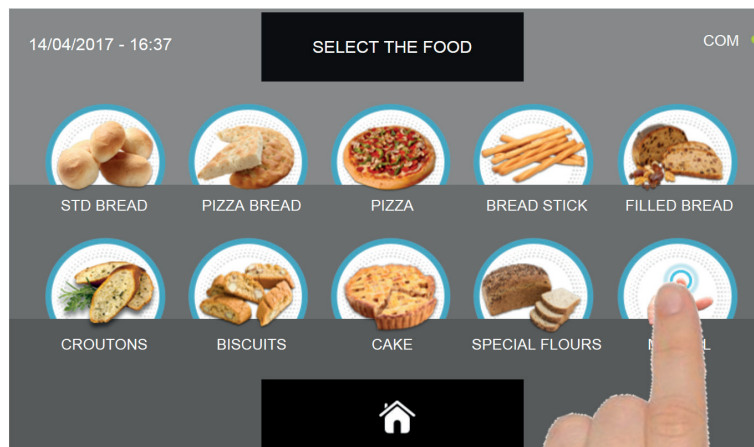 14/04/2017 - 16:37
SELECT THE FOOD
COM
STD BREAD
PIZZA BREAD
PIZZA
BREAD STICK
FILLED BREAD
CROUTONS
BISCUITS
CAKE
SPECIAL FLOURS